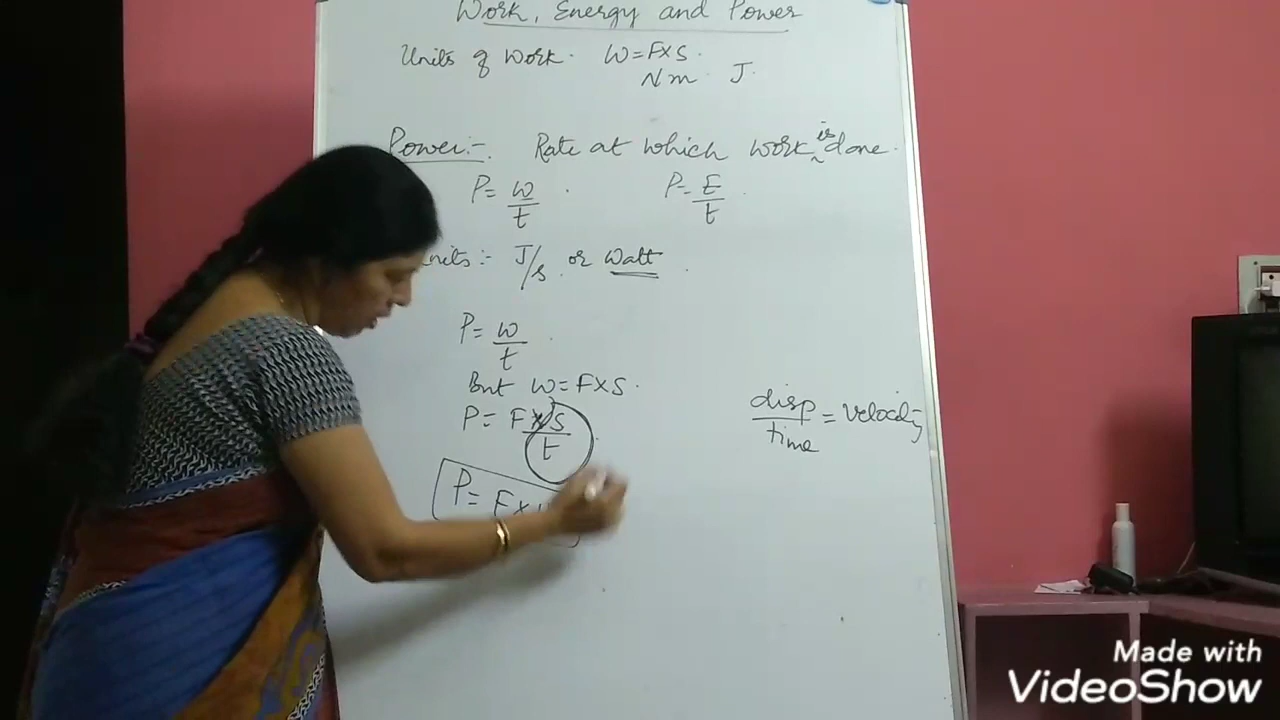 Work, Energy and Power
Units of Work. W=F×S.
Nm. J.
Power:-. Rate at which work is done.
P= W/t . P= E/t .
nits:- J/s. or Watt .
P= W/t .
But W=F×S.
P= F×S/t .
disp/time = Velocity
P= F×
Made with
VideoShow